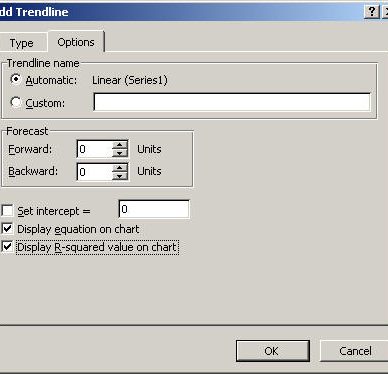 dd Trendline
Type Options
Trendline name
Automatic: Linear (Series1)
Custom:
Forecast
Forward: 0 Units
Backward: 0 Units
Set intercept = 0
Display equation on chart
Display R-squared value on chart
OK Cancel